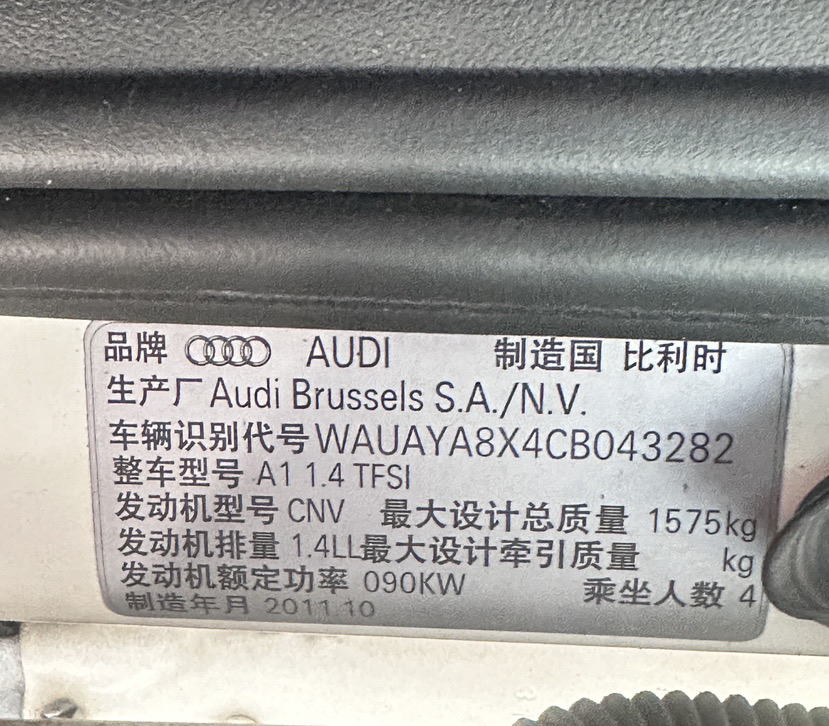 品牌 AUDI 制造国 比利时
生产厂 Audi Brussels S.A./N.V.
车辆识别代号 WAUAYA8X4CB043282
整车型号 A1 1.4 TFSI
发动机型号 CNV 最大设计总质量 1575kg
发动机排量 1.4LL 最大设计牵引质量 kg
发动机额定功率 090KW 乘坐人数 4
制造年月 2011.10